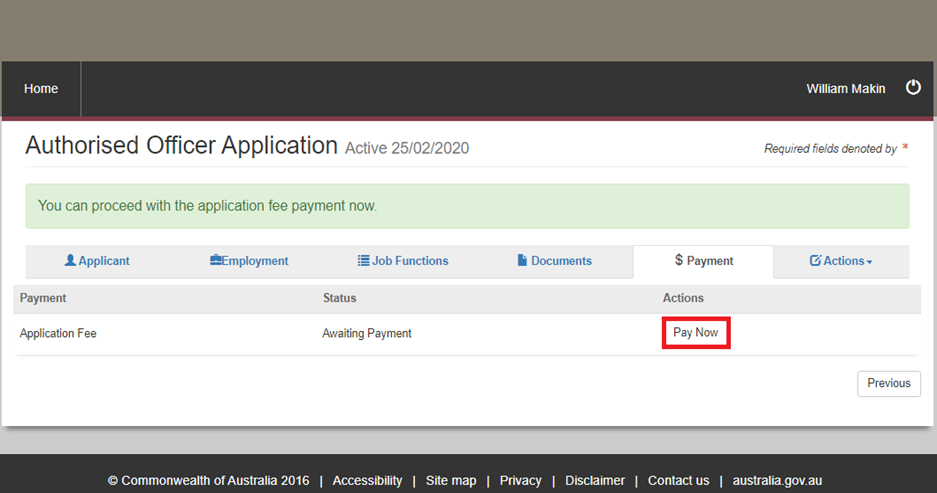 Home William Makin
Authorised Officer Application Active 25/02/2020 Required fields denoted by *
You can proceed with the application fee payment now.
Applicant Employment Job Functions Documents $ Payment Actions
Payment Status Actions
Application Fee Awaiting Payment Pay Now
Previous
© Commonwealth of Australia 2016 | Accessibility | Site map | Privacy | Disclaimer | Contact us | australia.gov.au